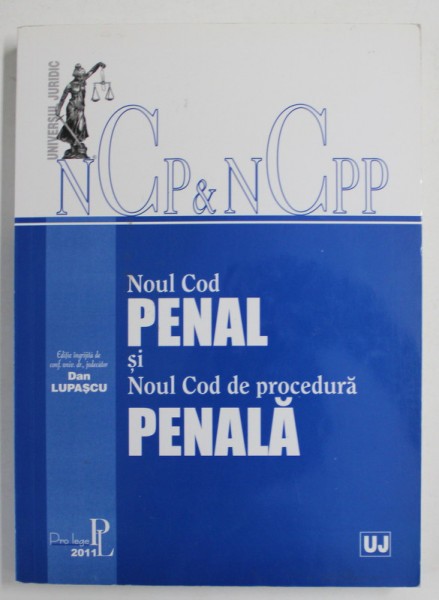 UNIVERSUL JURIDIC
NCP & NCPP
Noul Cod
PENAL
și
Noul Cod de procedură
PENALĂ
Ediție îngrijită de
conf. univ. dr., judecător
Dan
LUPAȘCU
Pro lege PL
2011
UJ